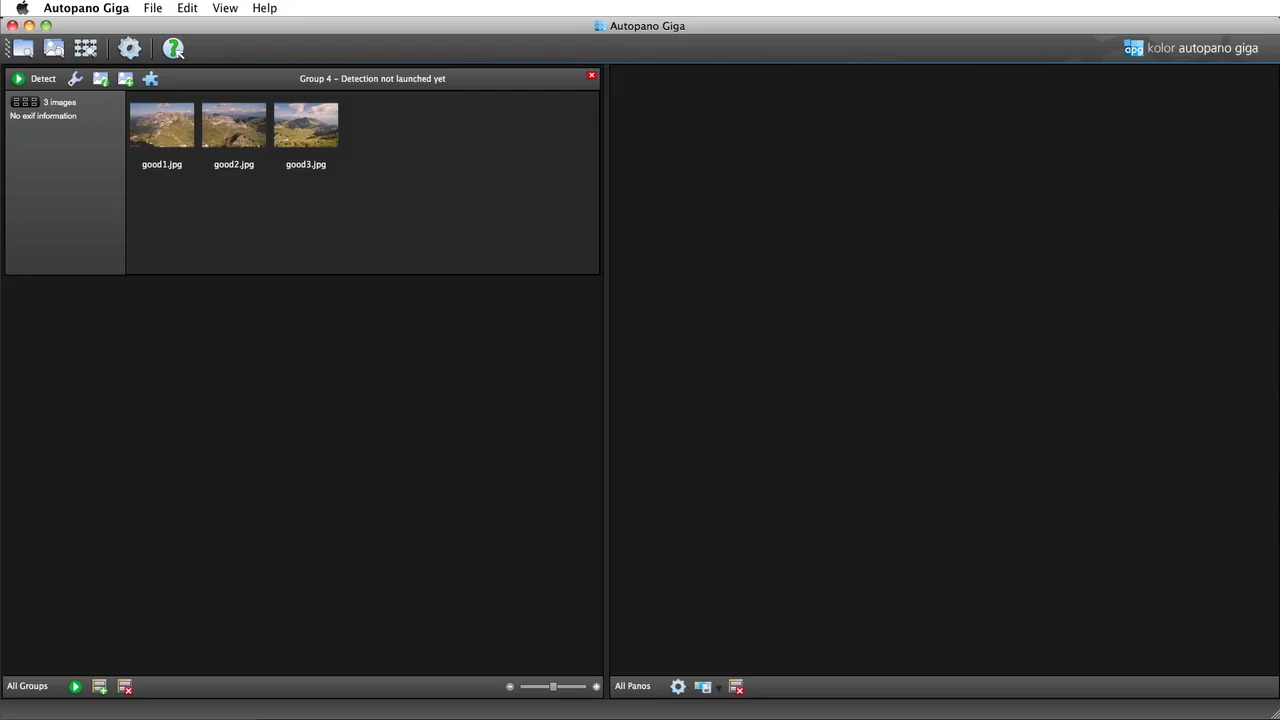 Autopano Giga File Edit View Help
Autopano Giga
apg kolor autopano giga
Detect
Group 4 - Detection not launched yet
3 images
No exif information
good1.jpg good2.jpg good3.jpg
All Groups
All Panos